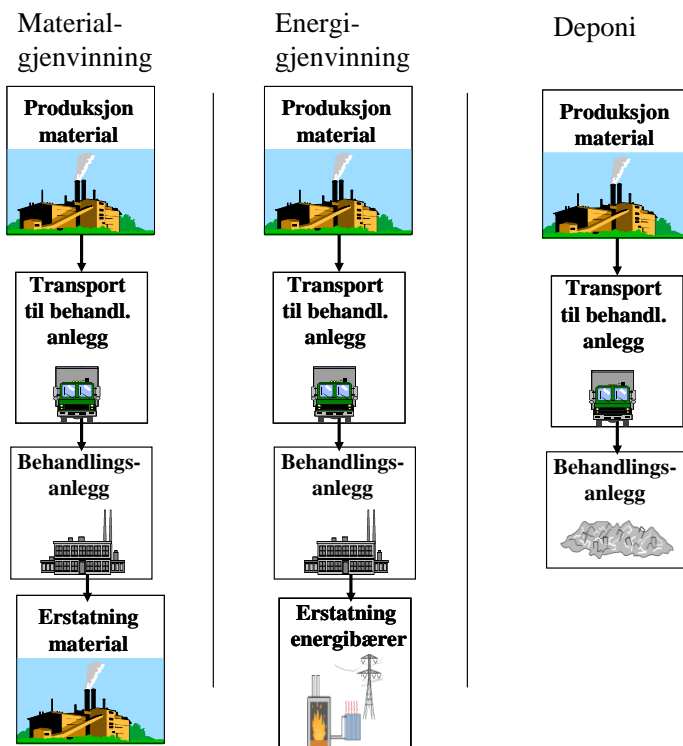 Material-
gjenvinning
Produksjon
material
Transport
til behandl.
anlegg
Behandlings-
anlegg
Erstatning
material
Energi-
gjenvinning
Produksjon
material
Transport
til behandl.
anlegg
Behandlings-
anlegg
Erstatning
energibærer
Deponi
Produksjon
material
Transport
til behandl.
anlegg
Behandlings-
anlegg